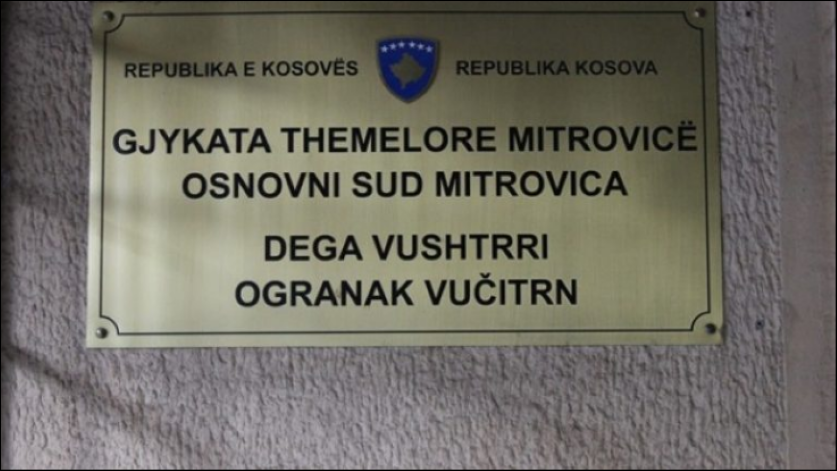 REPUBLIKA E KOSOVËS REPUBLIKA KOSOVA
GJYKATA THEMELORE MITROVICË
OSNOVNI SUD MITROVICA
DEGA VUSHTRRI
OGRANAK VUČITRN